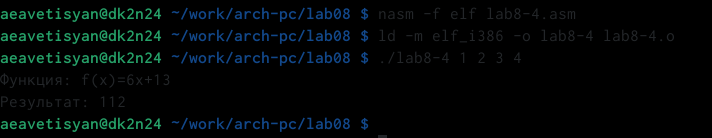 aeavetisyan@dk2n24 ~/work/arch-pc/lab08 $ nasm -f elf lab8-4.asm
aeavetisyan@dk2n24 ~/work/arch-pc/lab08 $ ld -m elf_i386 -o lab8-4 lab8-4.o
aeavetisyan@dk2n24 ~/work/arch-pc/lab08 $ ./lab8-4 1 2 3 4
Функция: f(x)=6x+13
Результат: 112
aeavetisyan@dk2n24 ~/work/arch-pc/lab08 $